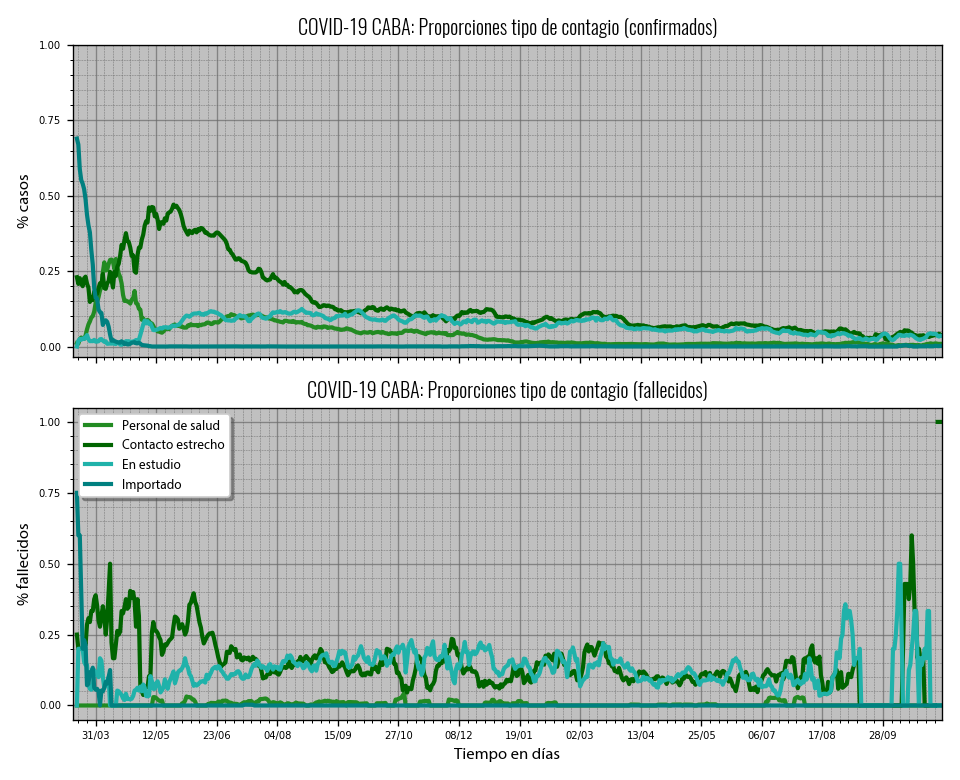 COVID-19 CABA: Proporciones tipo de contagio (confirmados)
1.00
0.75
0.50
0.25
0.00
% casos
COVID-19 CABA: Proporciones tipo de contagio (fallecidos)
1.00
0.75
0.50
0.25
0.00
% fallecidos
Personal de salud
Contacto estrecho
En estudio
Importado
31/03 12/05 23/06 04/08 15/09 27/10 08/12 19/01 02/03 13/04 25/05 06/07 17/08 28/09
Tiempo en días